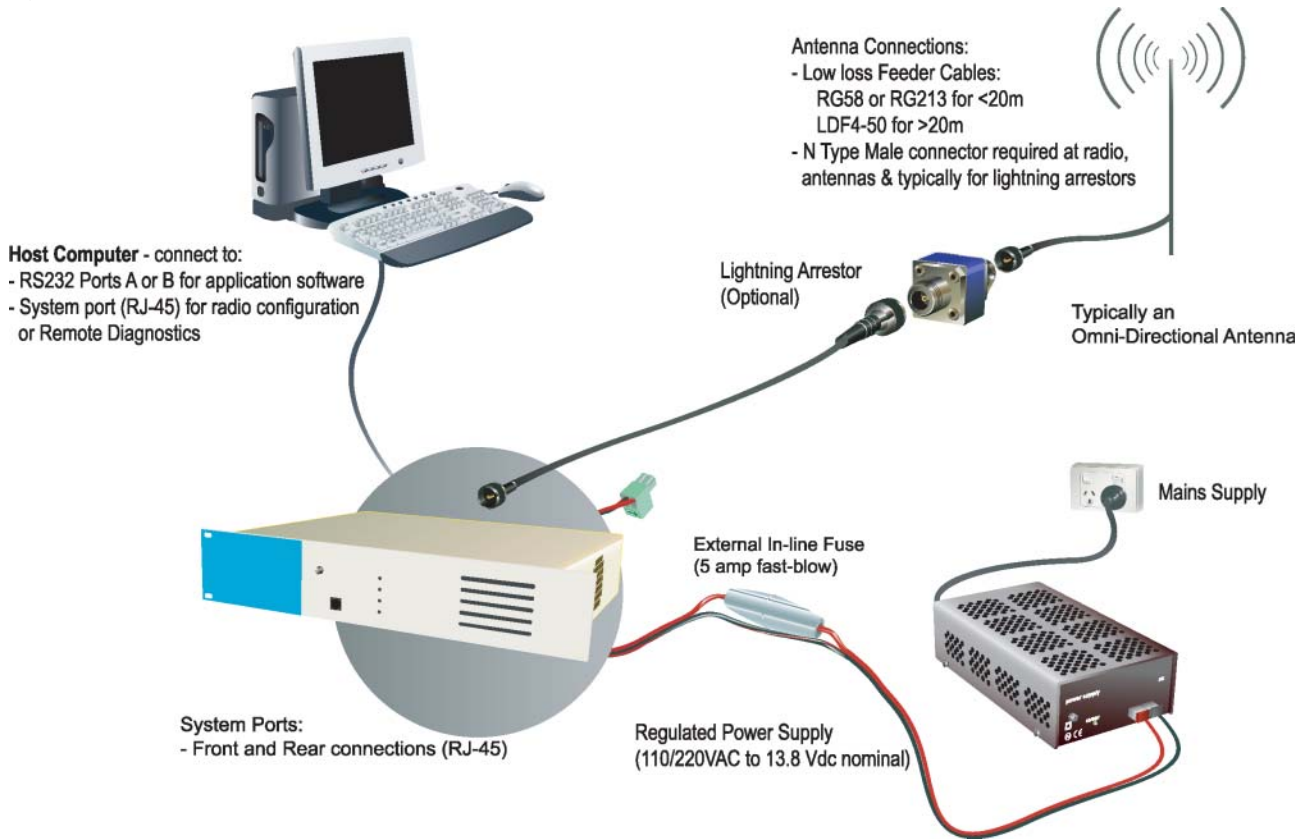 Antenna Connections:
- Low loss Feeder Cables:
RG58 or RG213 for <20m
LDF4-50 for >20m
- N Type Male connector required at radio,
antennas & typically for lightning arrestors
Host Computer - connect to:
- RS232 Ports A or B for application software
- System port (RJ-45) for radio configuration
or Remote Diagnostics
Lightning Arrestor
(Optional)
Typically an
Omni-Directional Antenna
Mains Supply
External In-line Fuse
(5 amp fast-blow)
System Ports:
- Front and Rear connections (RJ-45)
Regulated Power Supply
(110/220VAC to 13.8 Vdc nominal)
power supply